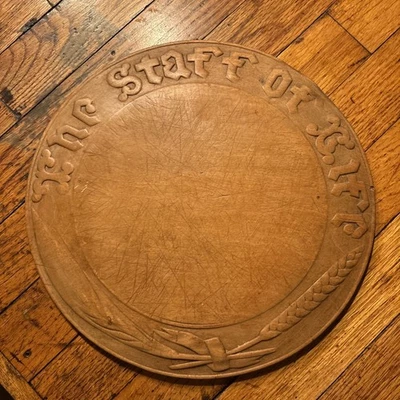 The Staff Of Life